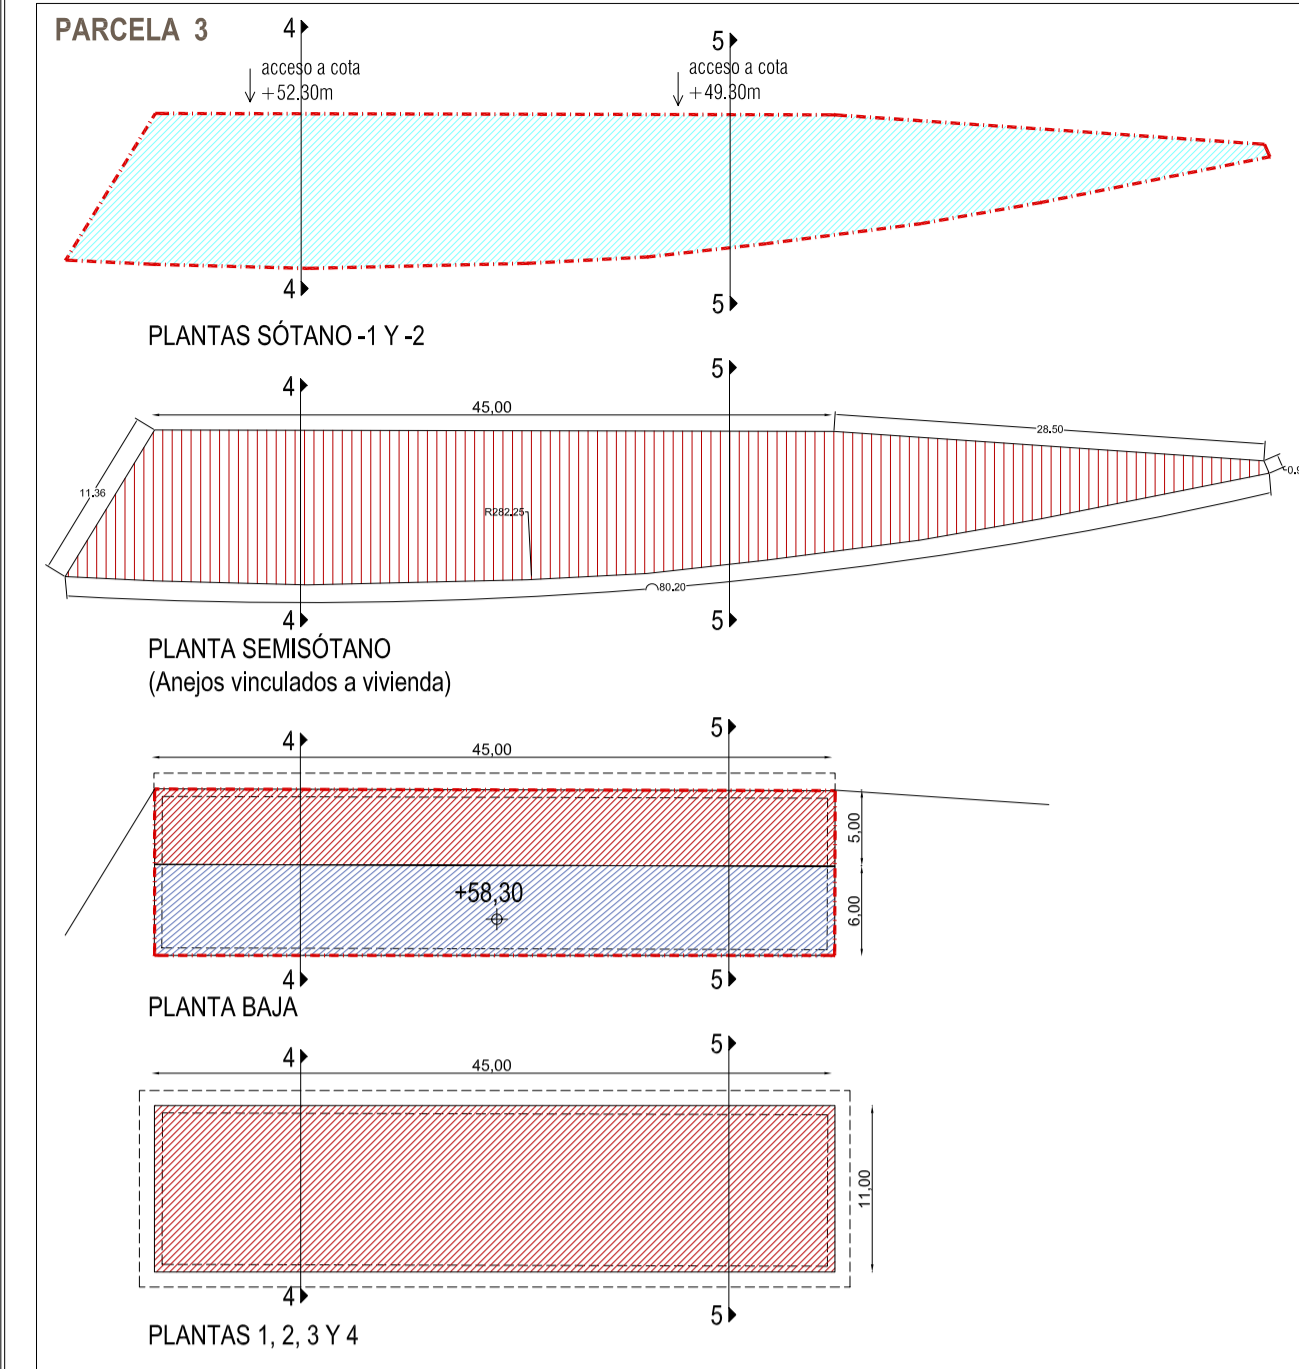 PARCELA 3
4
5
acceso a cota
+52.30m
acceso a cota
+49.30m
4
5
PLANTAS SÓTANO -1 Y -2
4
5
45,00
28.50
11.36
R282.25
80.20
4
5
PLANTA SEMISÓTANO
(Anejos vinculados a vivienda)
4
5
45,00
5,00
+58,30
6,00
4
5
PLANTA BAJA
4
5
45,00
11,00
4
5
PLANTAS 1, 2, 3 Y 4